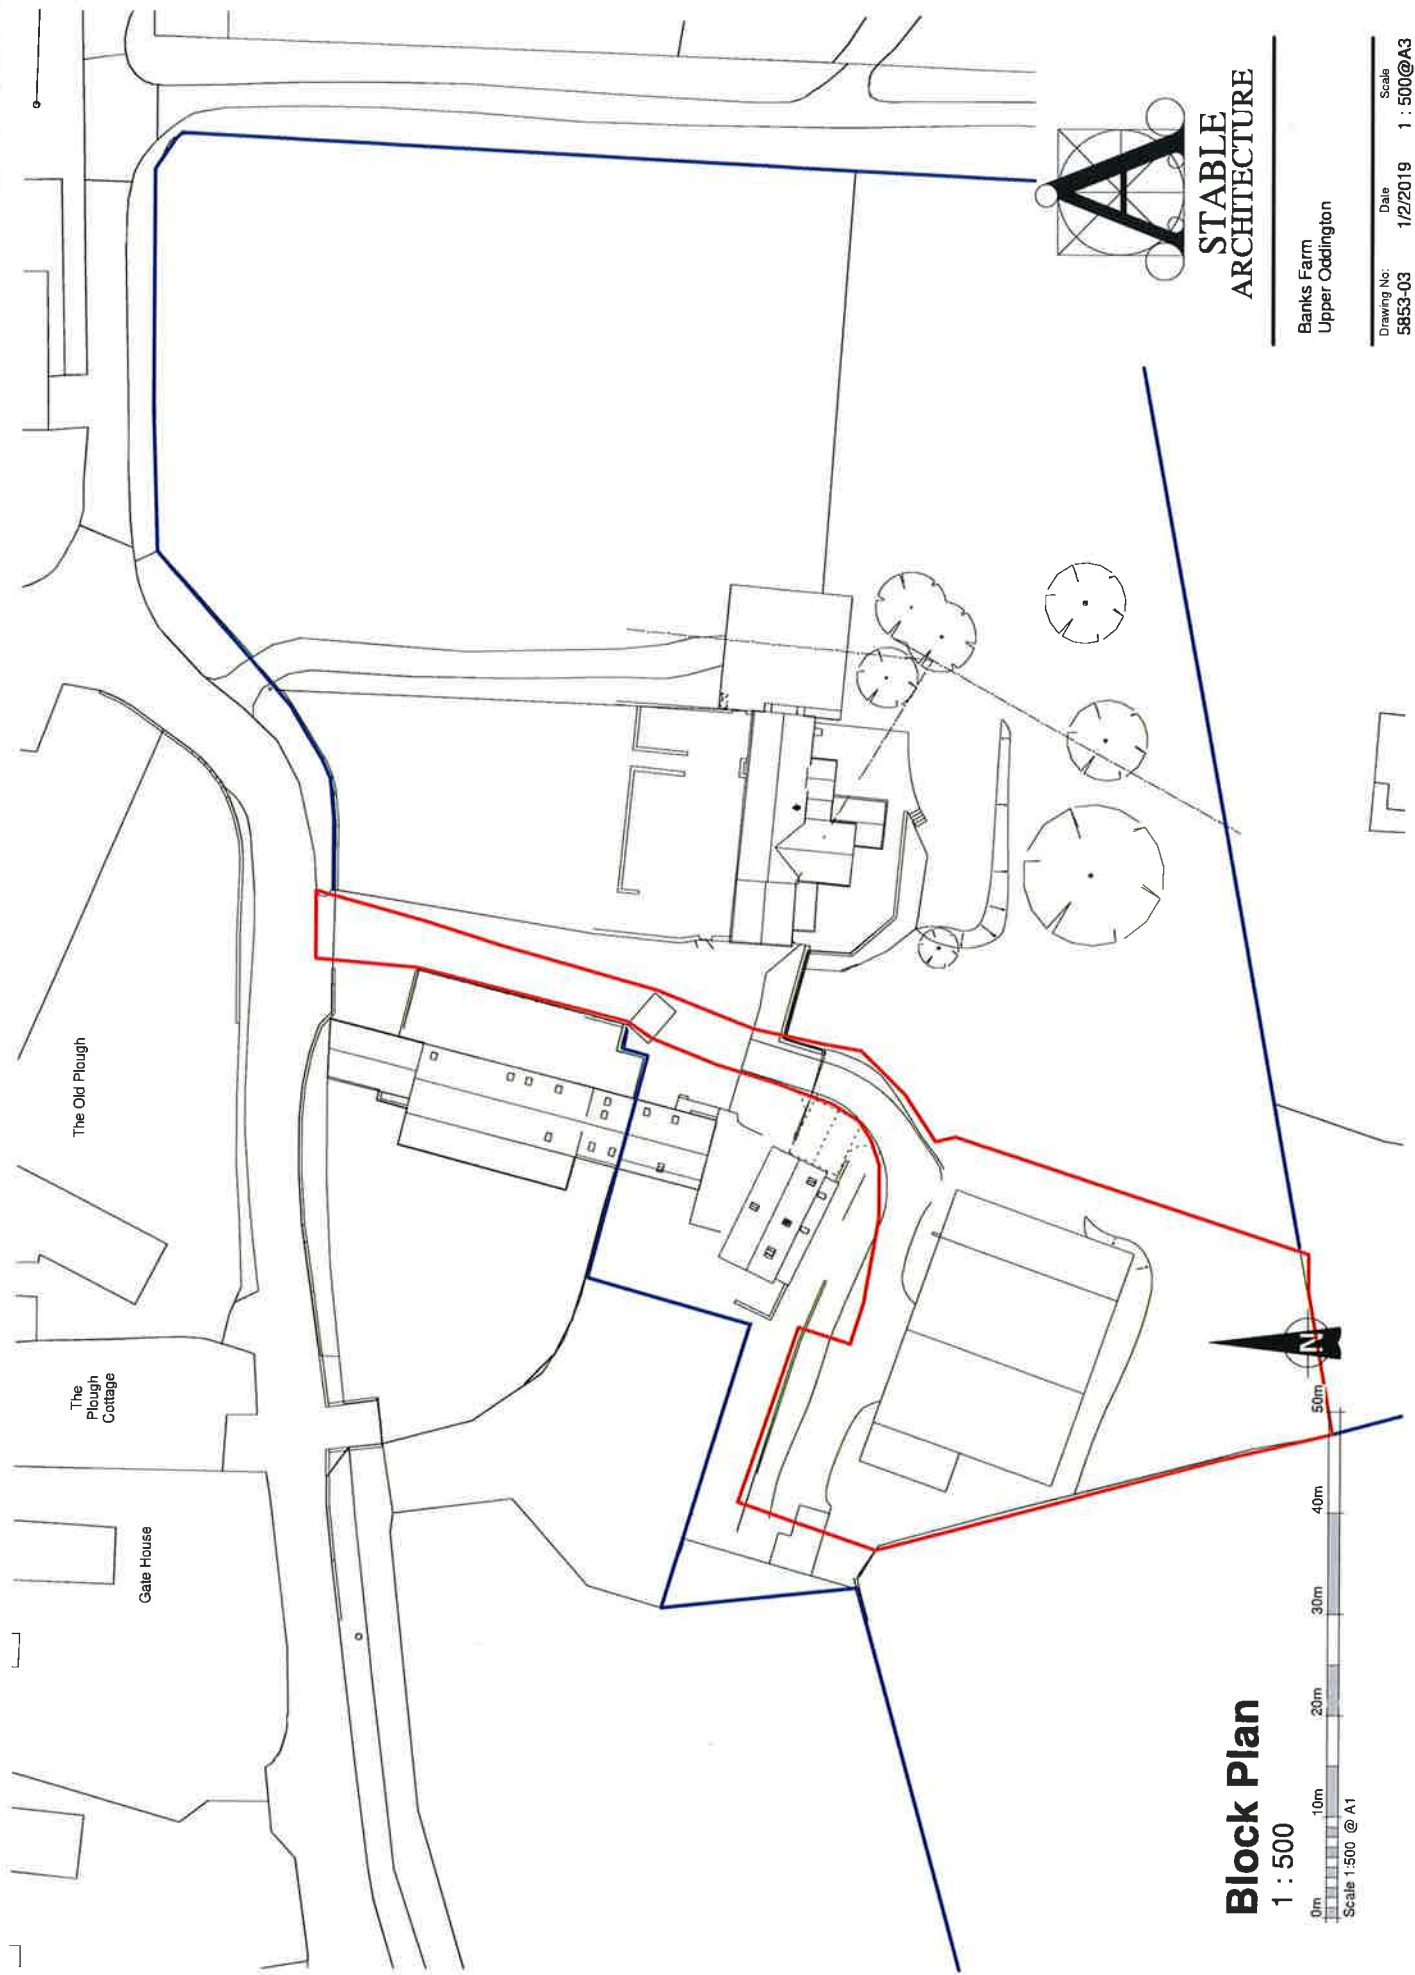 The Old Plough
The
Plough
Cottage
Gate House
Block Plan
1 : 500
0m 10m 20m 30m 40m 50m
Scale 1:500 @ A1
N
A
STABLE
ARCHITECTURE
Banks Farm
Upper Oddington
Drawing No: Date Scale
5853-03 1/2/2019 1 : 500@A3